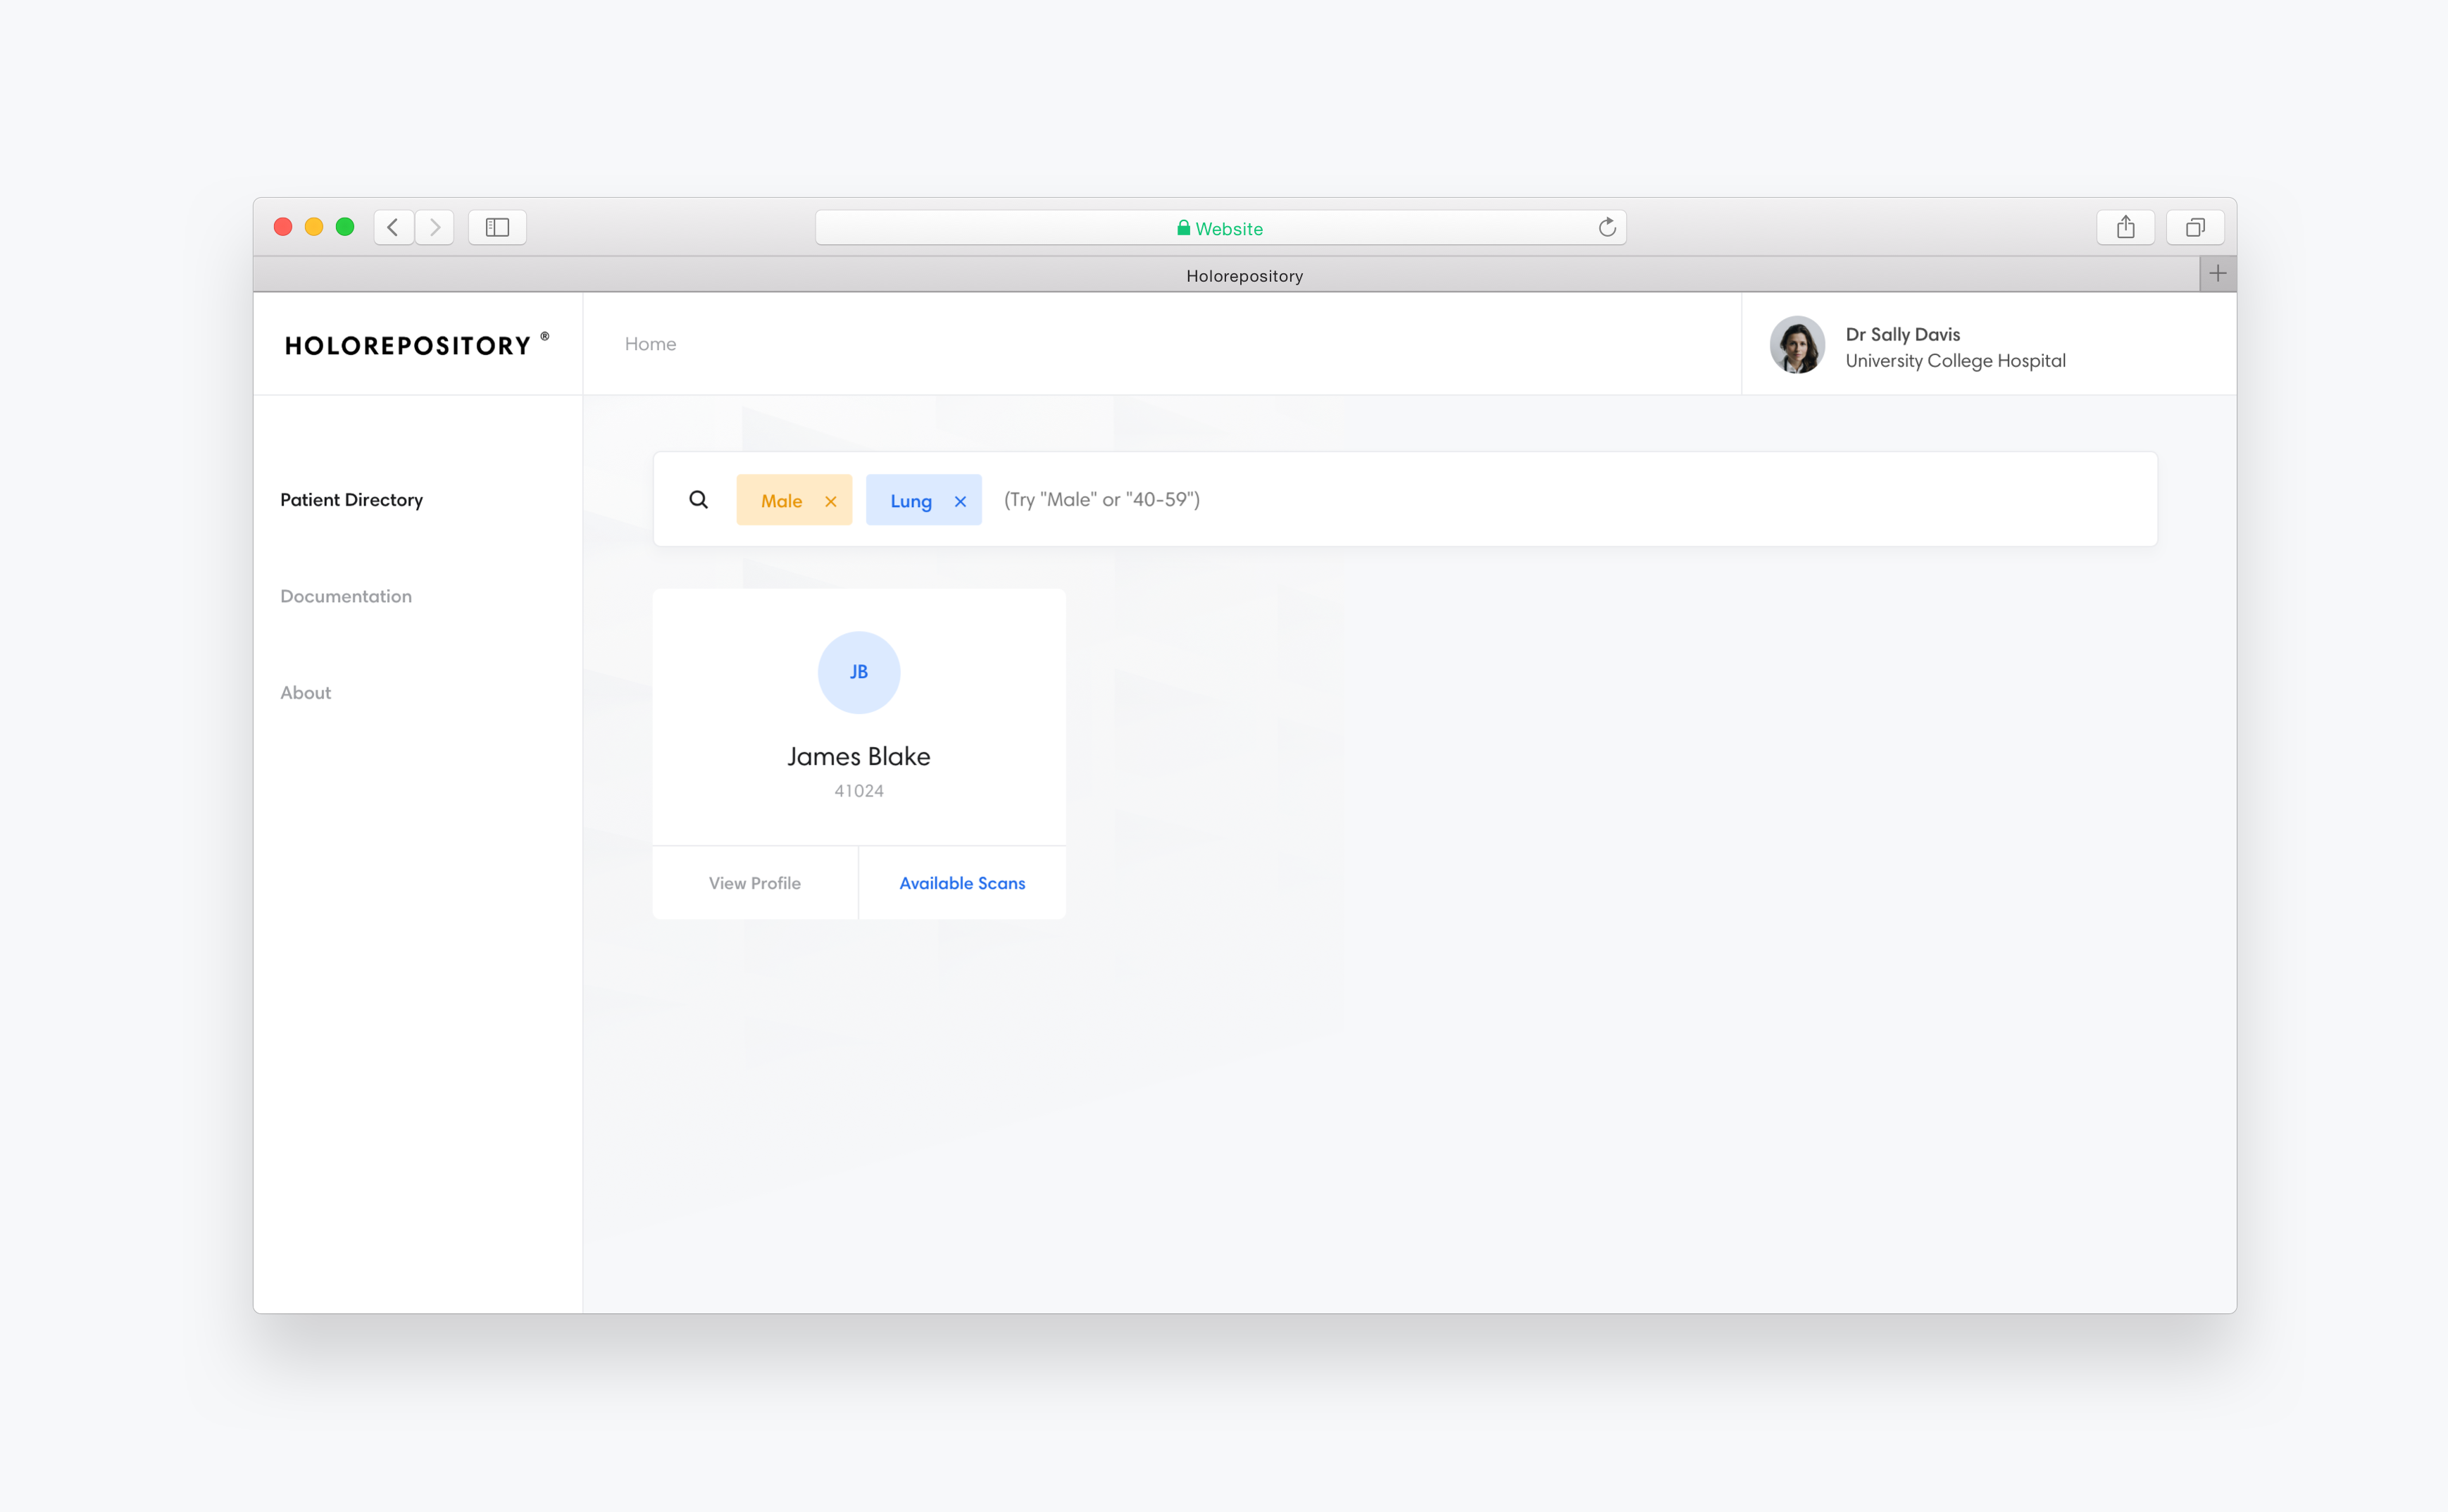 Website
Holorepository
HOLOREPOSITORY ®
Home
Dr Sally Davis
University College Hospital
Patient Directory
Documentation
About
Male
Lung
(Try "Male" or "40-59")
JB
James Blake
41024
View Profile
Available Scans